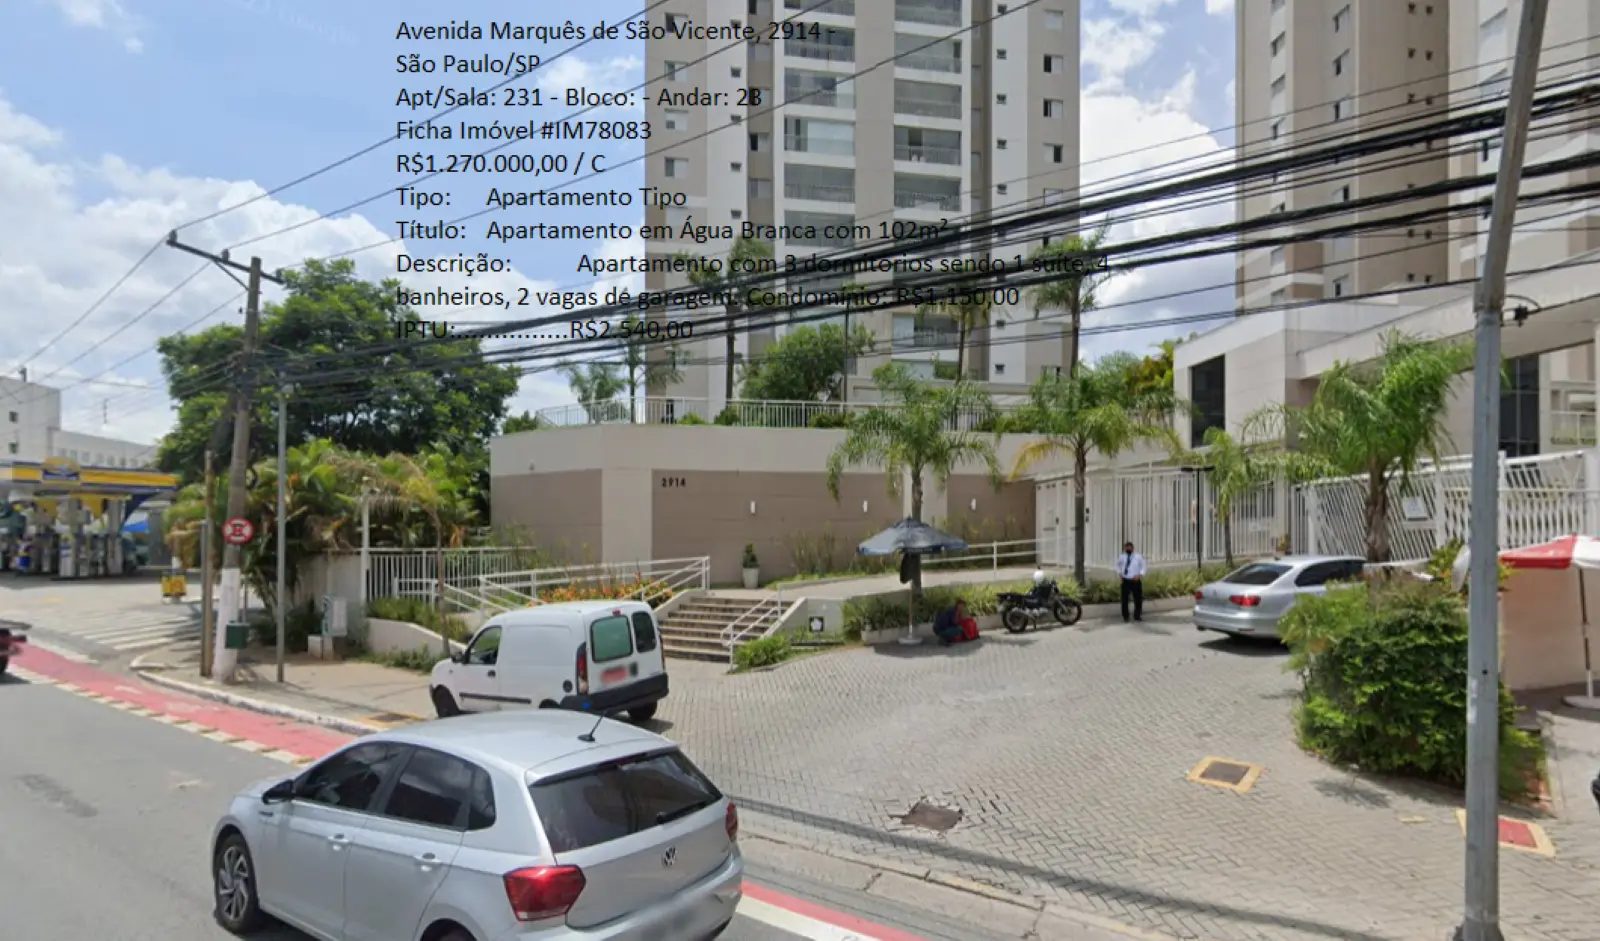 Avenida Marquês de São Vicente, 2914 -
São Paulo/SP
Apt/Sala: 231 - Bloco: - Andar: 23
Ficha Imóvel #IM78083
R$1.270.000,00 / C
Tipo: Apartamento Tipo
Título: Apartamento em Água Branca com 102m²
Descrição: Apartamento com 3 dormitórios sendo 1 suíte, 4
banheiros, 2 vagas de garagem. Condomínio: R$1.150,00
IPTU:................R$2.540,00
2914